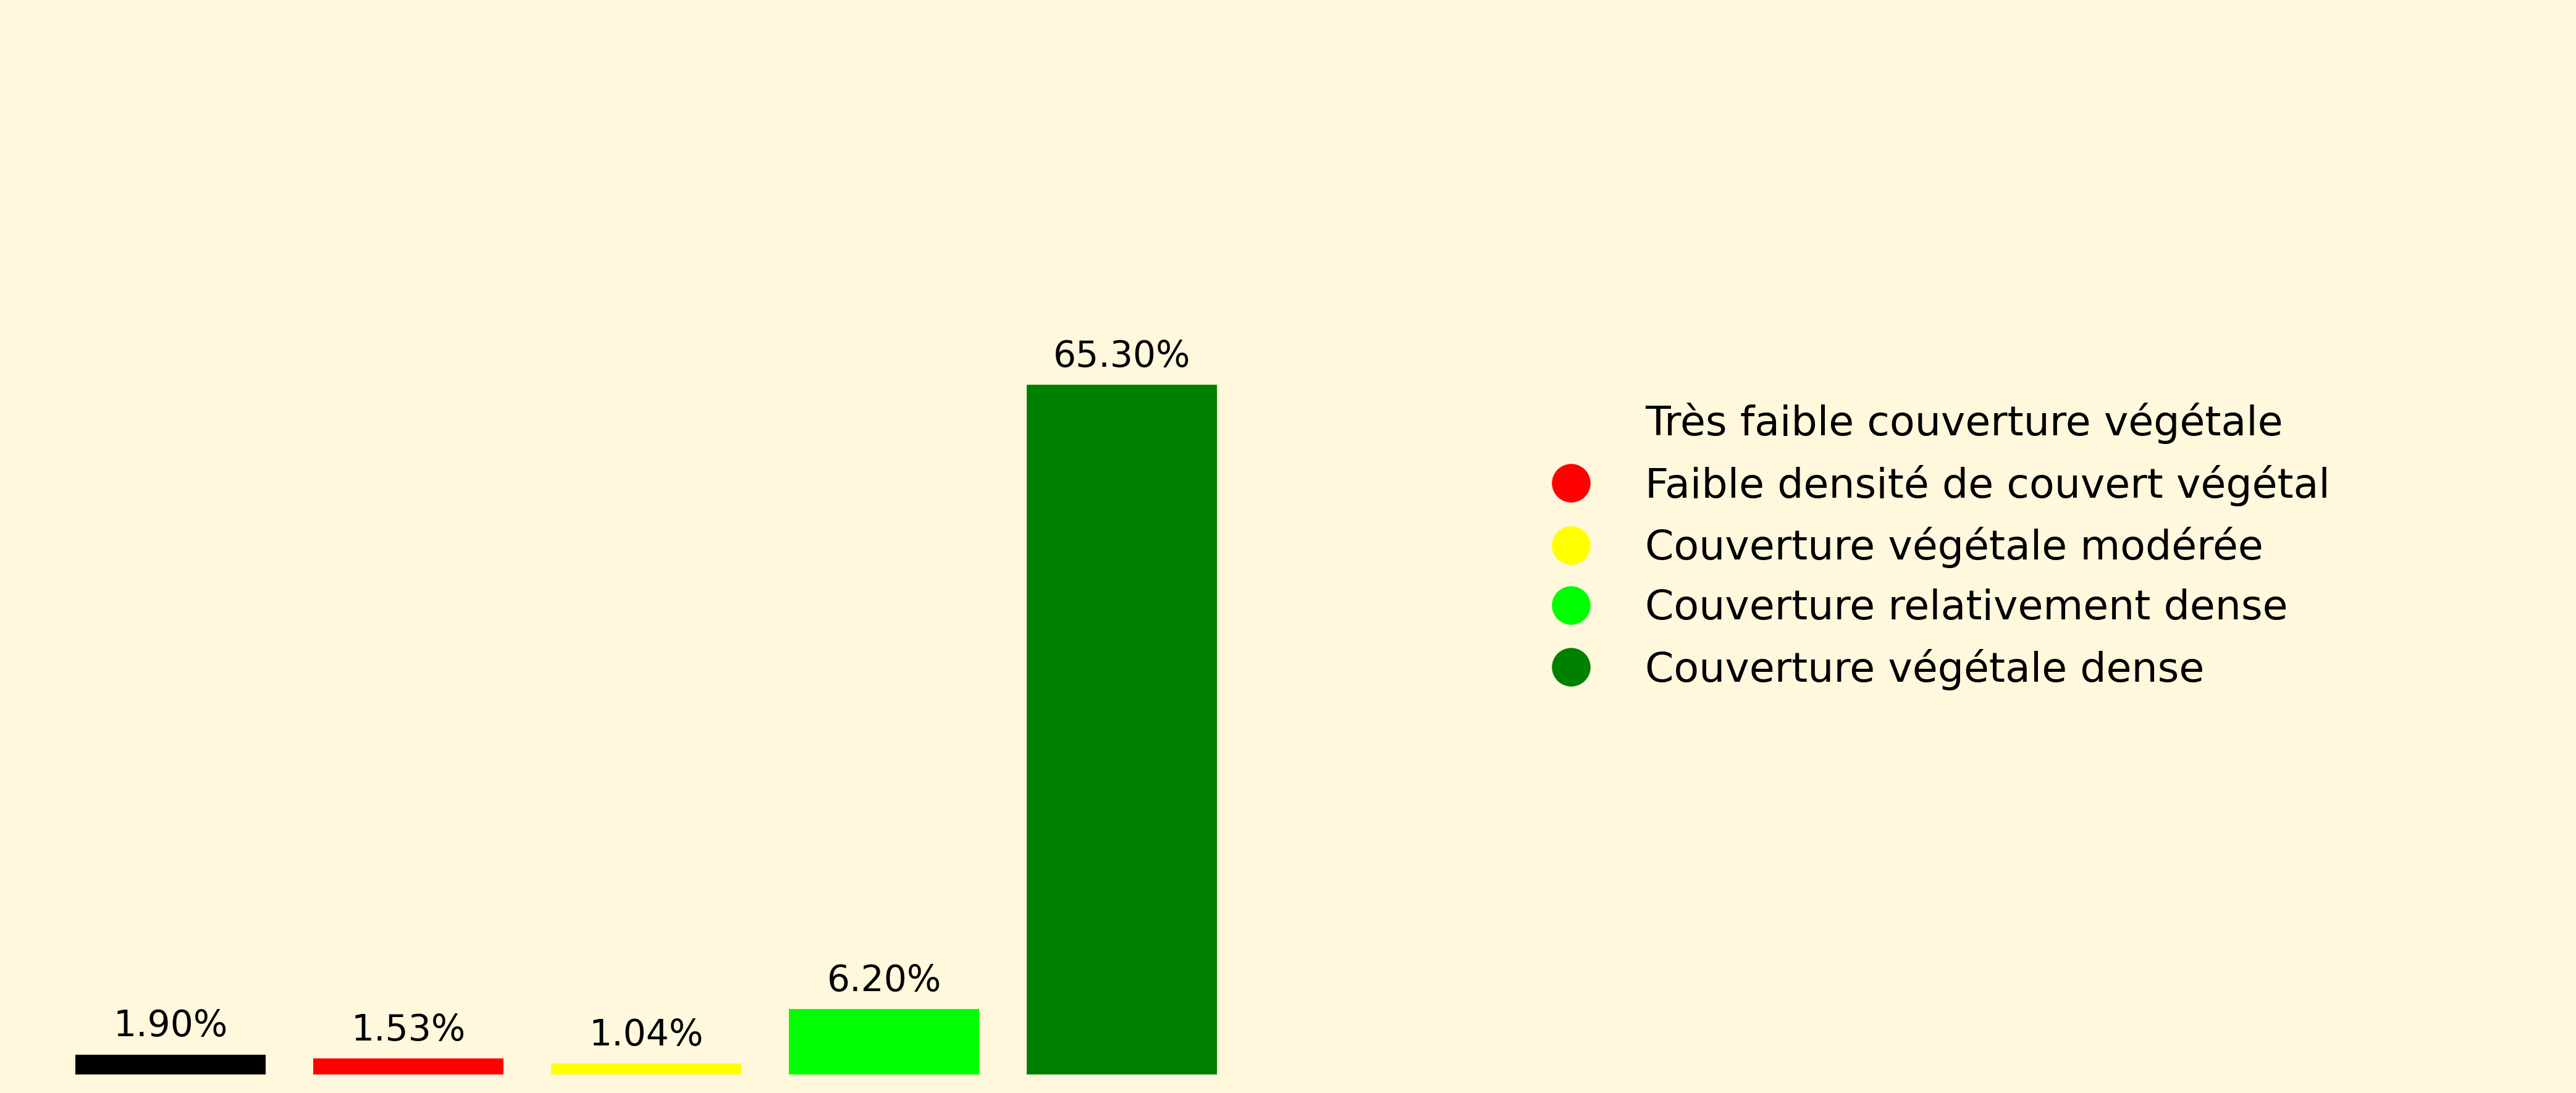 65.30%
6.20%
1.90%
1.53%
1.04%
Très faible couverture végétale
Faible densité de couvert végétal
Couverture végétale modérée
Couverture relativement dense
Couverture végétale dense